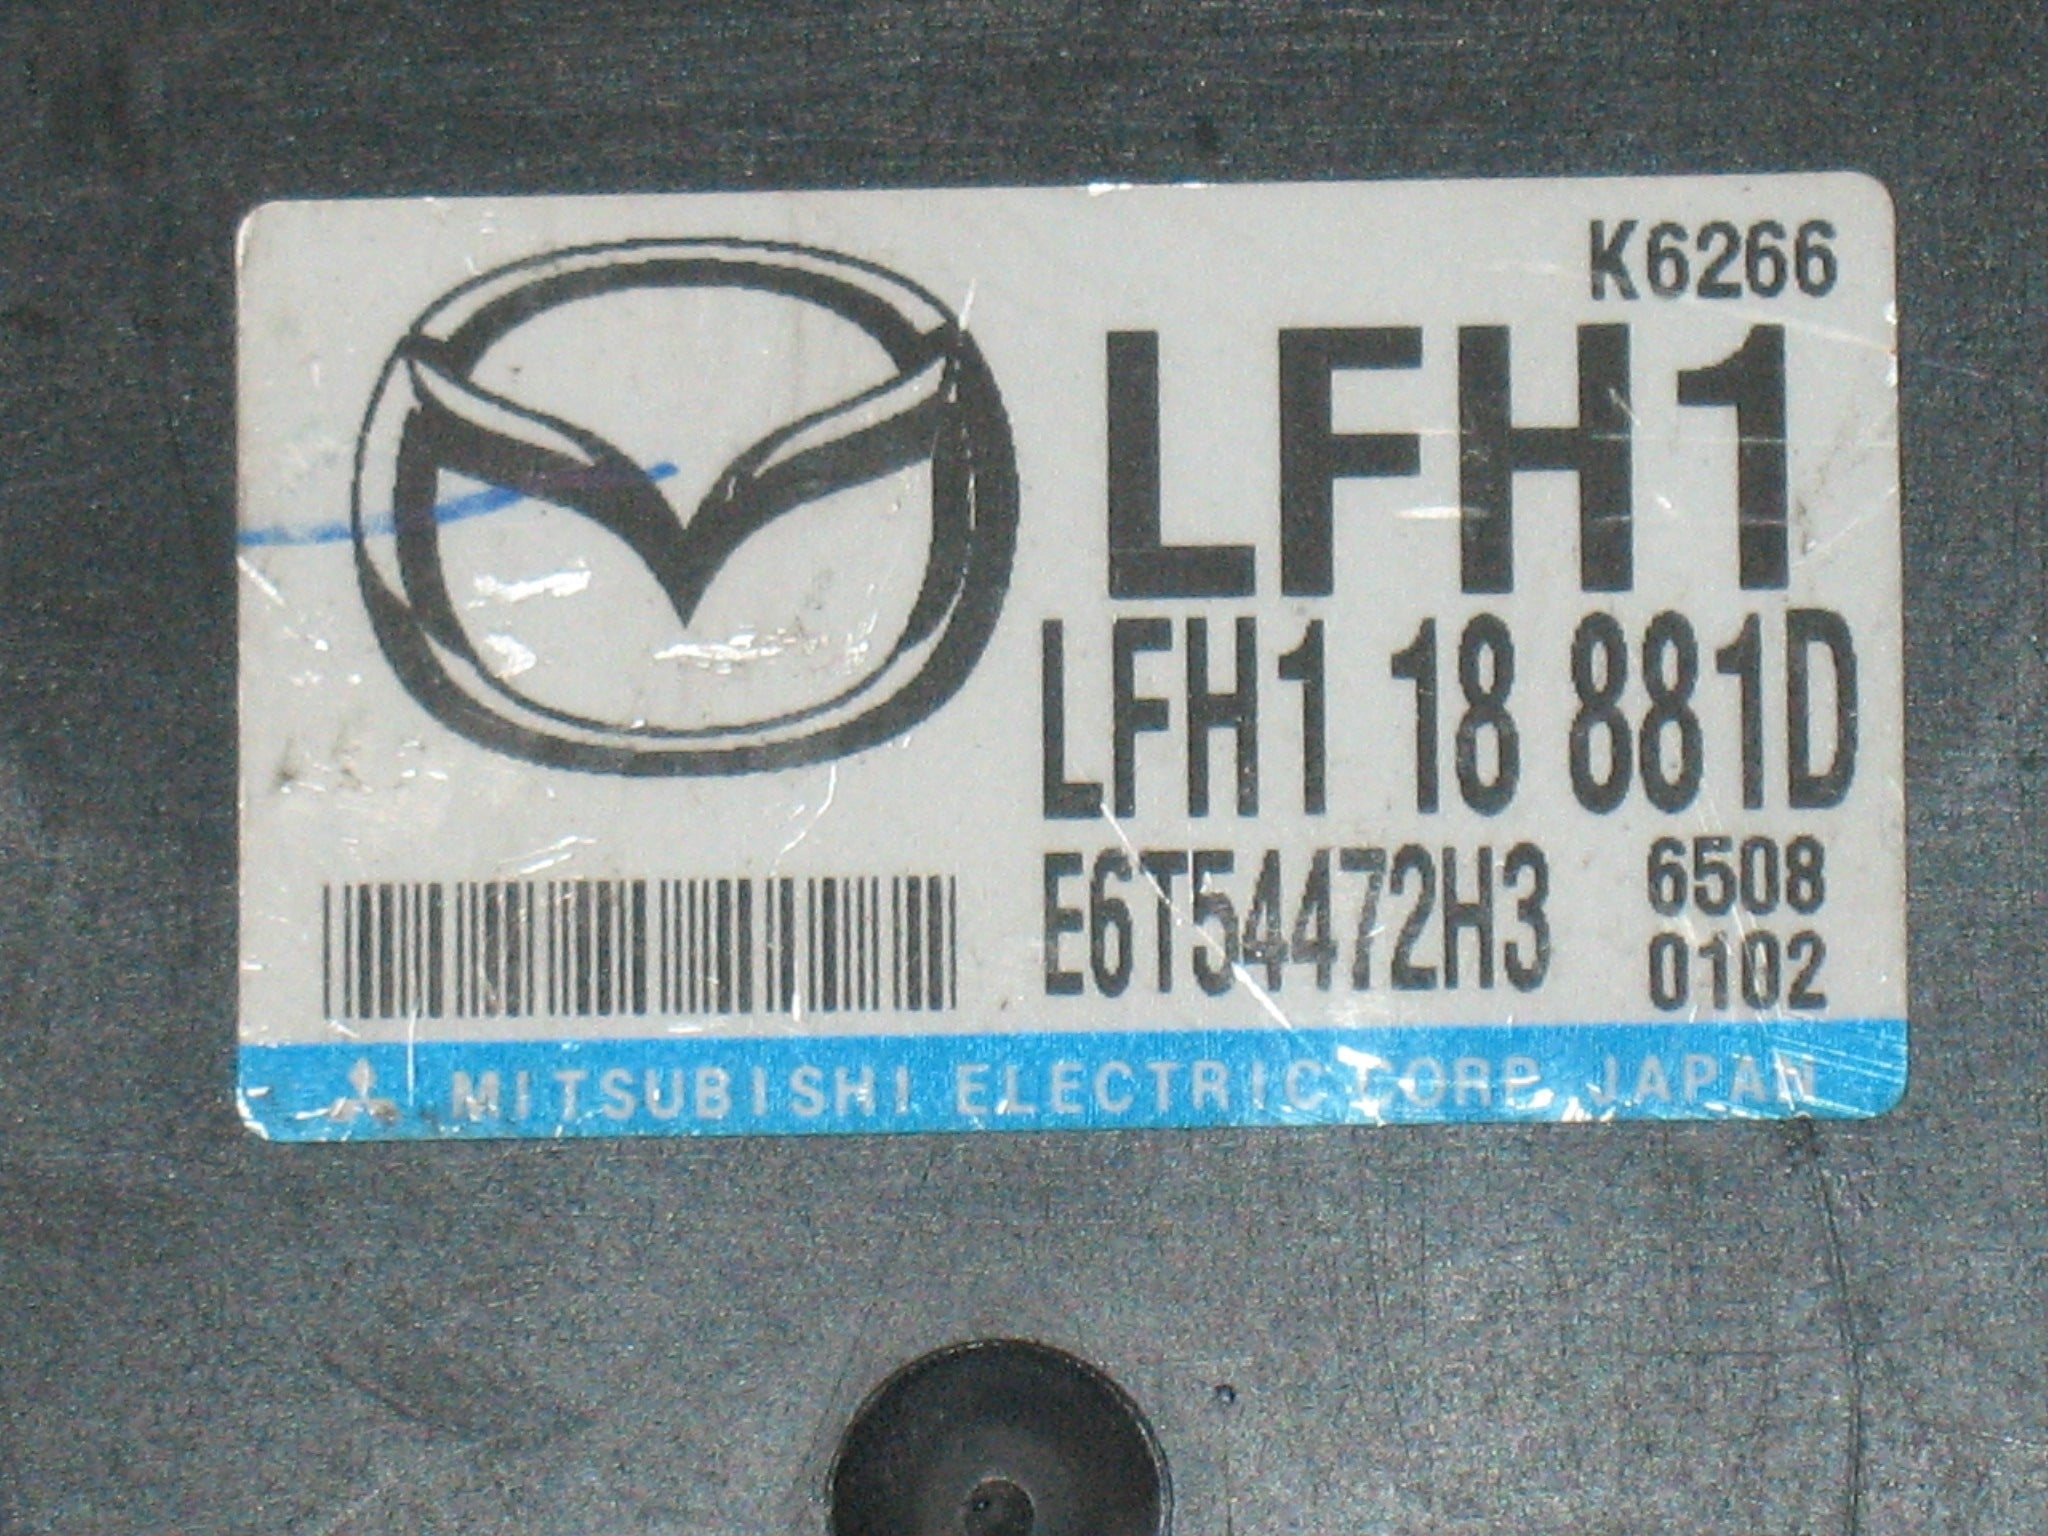 K6266
LFH1
LFH1 18 881D
E6T54472H3 6508
0102
MITSUBISHI ELECTRIC CORP. JAPAN